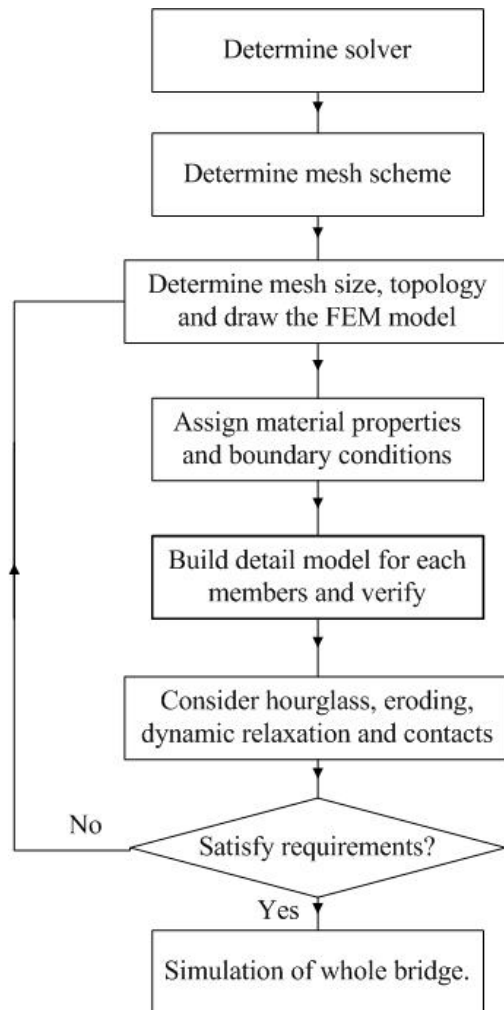 Determine solver
Determine mesh scheme
Determine mesh size, topology
and draw the FEM model
Assign material properties
and boundary conditions
Build detail model for each
members and verify
Consider hourglass, eroding,
dynamic relaxation and contacts
No
Satisfy requirements?
Yes
Simulation of whole bridge.